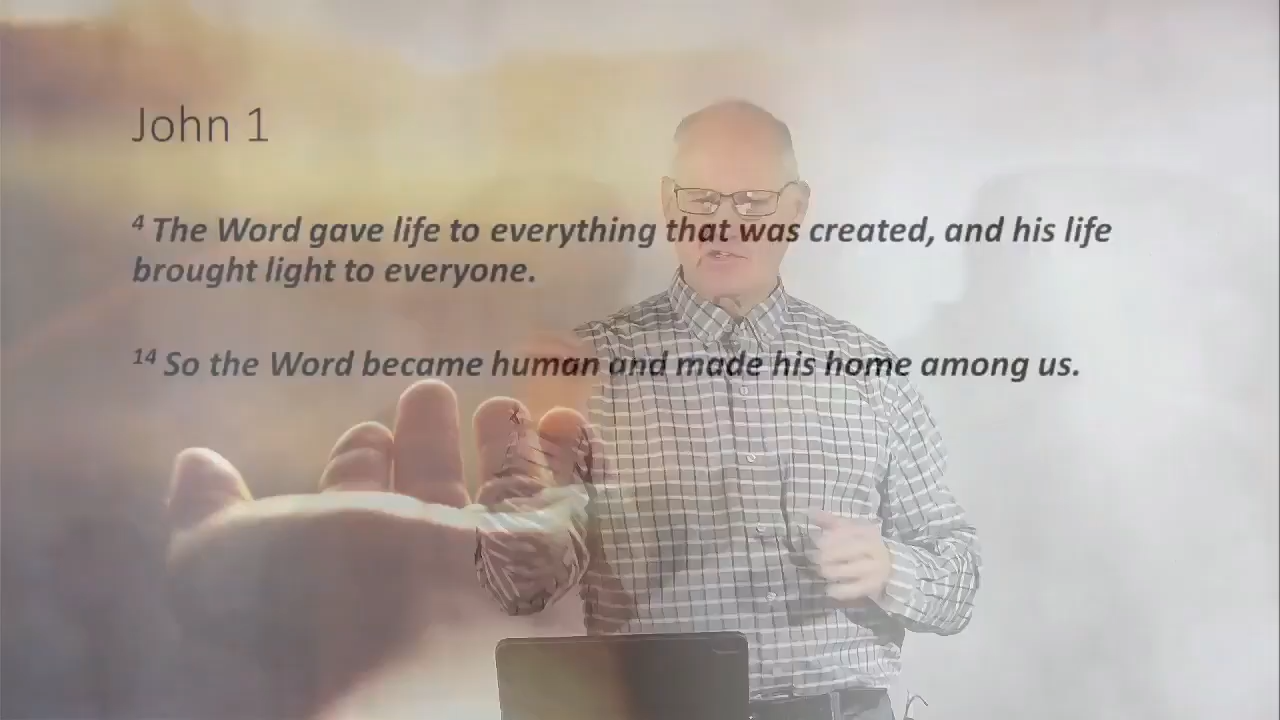 John 1
⁴ The Word gave life to everything that was created, and his life
brought light to everyone.
¹⁴ So the Word became human and made his home among us.